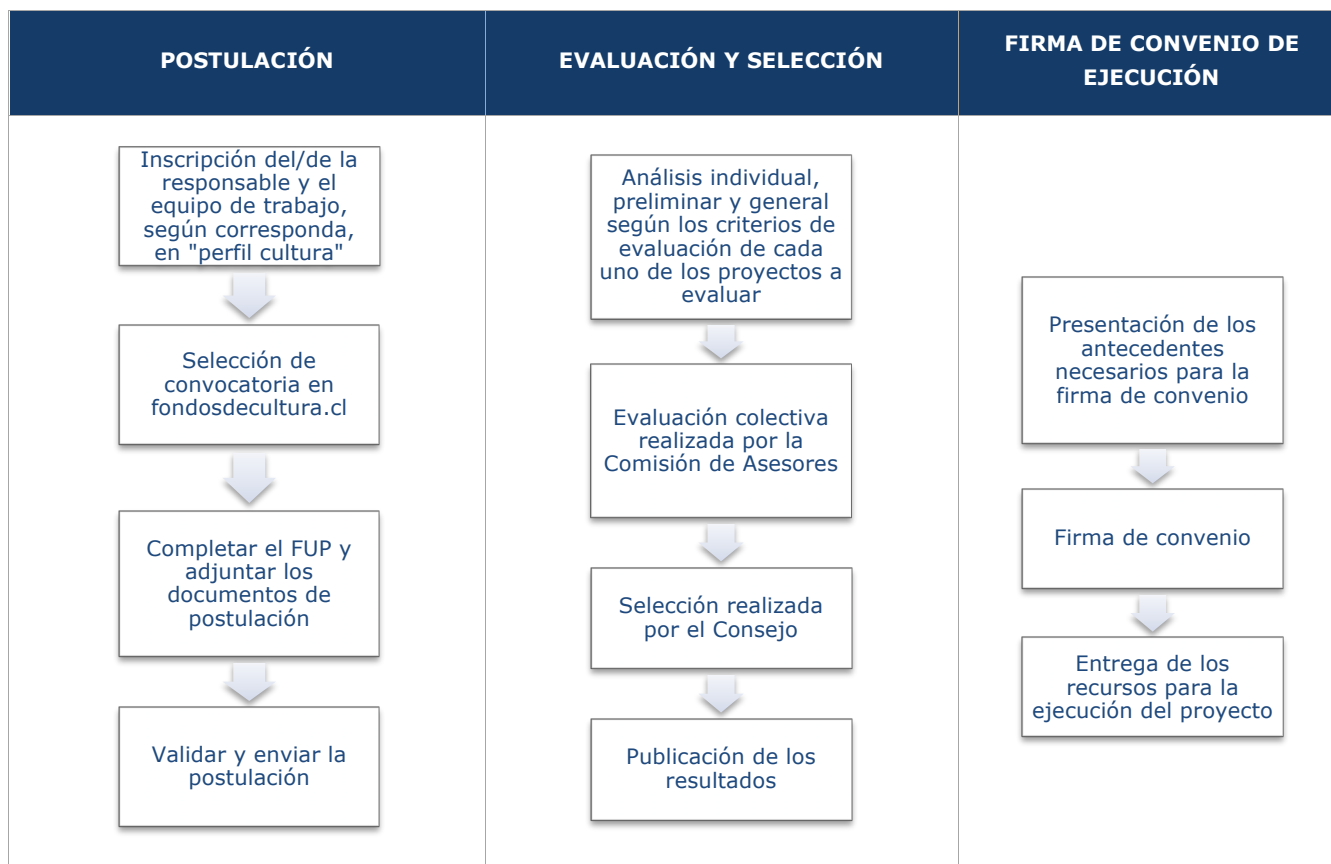 POSTULACIÓN
Inscripción del/de la
responsable y el
equipo de trabajo,
según corresponda,
en "perfil cultura"
Selección de
convocatoria en
fondosdecultura.cl
Completar el FUP y
adjuntar los
documentos de
postulación
Validar y enviar la
postulación
EVALUACIÓN Y SELECCIÓN
Análisis individual,
preliminar y general
según los criterios de
evaluación de cada
uno de los proyectos a
evaluar
Evaluación colectiva
realizada por la
Comisión de Asesores
Selección realizada
por el Consejo
Publicación de los
resultados
FIRMA DE CONVENIO DE
EJECUCIÓN
Presentación de los
antecedentes
necesarios para la
firma de convenio
Firma de convenio
Entrega de los
recursos para la
ejecución del proyecto